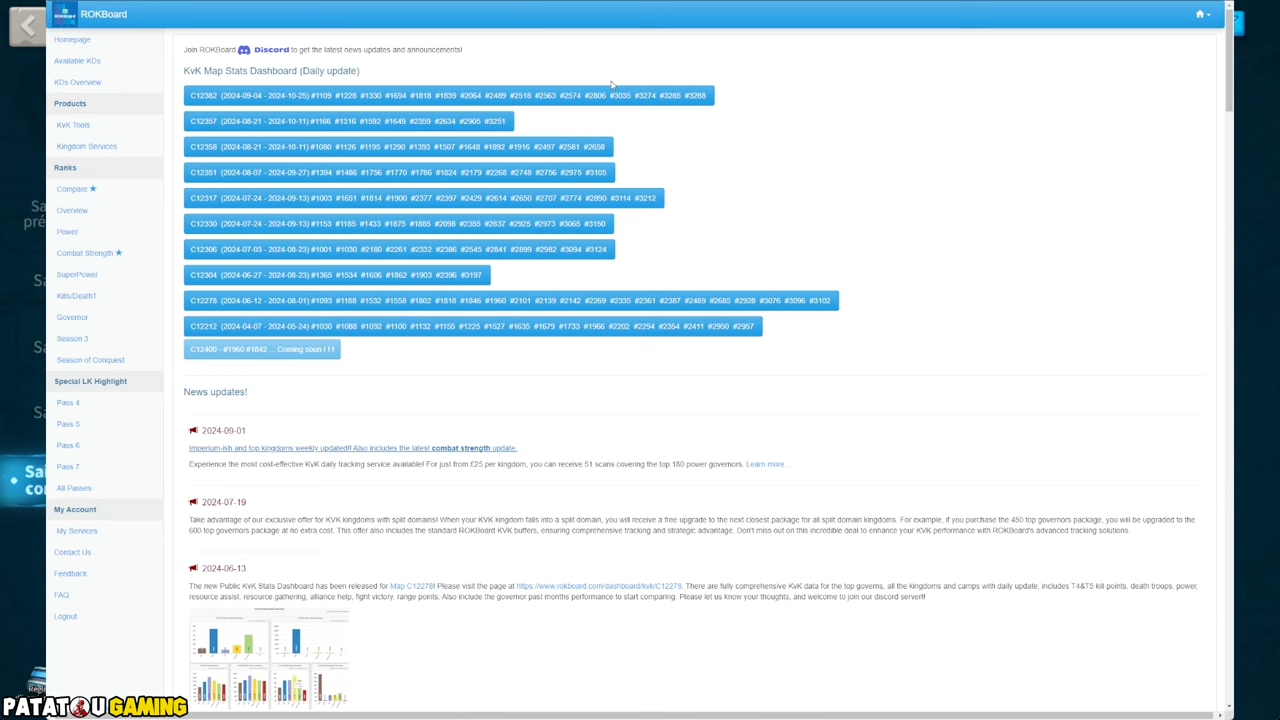 ROKBoard
Homepage
Available KDs
KDs Overview
Products
KvK Tools
Kingdom Services
Ranks
Compare ★
Overview
Power
Combat Strength ★
SuperPower
Kills/DeathT
Governor
Season 3
Season of Conquest
Special LK Highlight
Pass 4
Pass 5
Pass 6
Pass 7
All Passes
My Account
My Services
Contact Us
Feedback
FAQ
Logout
Join ROKBoard Discord to get the latest news updates and announcements!
KvK Map Stats Dashboard (Daily update)
C12382 (2024-09-04 - 2024-10-25) #1109 #1228 #1330 #1694 #1818 #1839 #2064 #2489 #2518 #2563 #2574 #2806 #3035 #3274 #3285 #3288
C12357 (2024-08-21 - 2024-10-11) #1166 #1316 #1592 #1649 #2359 #2634 #2905 #3251
C12358 (2024-08-21 - 2024-10-11) #1080 #1126 #1195 #1290 #1393 #1507 #1648 #1892 #1916 #2497 #2581 #2658
C12351 (2024-08-07 - 2024-09-27) #1394 #1486 #1756 #1770 #1786 #1824 #2179 #2268 #2748 #2756 #2975 #3105
C12317 (2024-07-24 - 2024-09-13) #1003 #1651 #1814 #1900 #2377 #2397 #2429 #2614 #2650 #2707 #2774 #2890 #3114 #3212
C12330 (2024-07-24 - 2024-09-13) #1153 #1185 #1433 #1875 #1885 #2098 #2355 #2837 #2925 #2973 #3065 #3150
C12306 (2024-07-03 - 2024-08-23) #1001 #1030 #2180 #2261 #2332 #2386 #2545 #2841 #2899 #2982 #3094 #3124
C12304 (2024-06-27 - 2024-08-23) #1365 #1534 #1606 #1862 #1903 #2396 #3197
C12278 (2024-06-12 - 2024-08-01) #1093 #1188 #1532 #1558 #1802 #1818 #1846 #1960 #2101 #2139 #2142 #2269 #2335 #2361 #2387 #2489 #2685 #2928 #3076 #3096 #3102
C12212 (2024-04-07 - 2024-05-24) #1030 #1088 #1092 #1100 #1132 #1155 #1225 #1527 #1635 #1679 #1733 #1966 #2202 #2294 #2354 #2411 #2950 #2957
C12400 - #1960 #1842 ... Coming soon ! ! !
News updates!
2024-09-01
Imperium-ish and top kingdoms weekly updated!! Also includes the latest combat strength update.
Experience the most cost-effective KvK daily tracking service available! For just from £25 per kingdom, you can receive 51 scans covering the top 180 power governors. Learn more...
2024-07-19
Take advantage of our exclusive offer for KVK kingdoms with split domains! When your KVK kingdom falls into a split domain, you will receive a free upgrade to the next closest package for all split domain kingdoms. For example, if you purchase the 450 top governors package, you will be upgraded to the
600 top governors package at no extra cost. This offer also includes the standard ROKBoard KVK buffers, ensuring comprehensive tracking and strategic advantage. Don't miss out on this incredible deal to enhance your KVK performance with ROKBoard's advanced tracking solutions.
2024-06-13
The new Public KvK Stats Dashboard has been released for Map C12278! Please visit the page at https://www.rokboard.com/dashboard/kvk/C12278. There are fully comprehensive KvK data for the top governs, all the kingdoms and camps with daily update, includes T4&T5 kill points, death troops, power,
resource assist, resource gathering, alliance help, fight victory, range points. Also include the governor past months performance to start comparing. Please let us know your thoughts, and welcome to join our discord server!!
PATATOU GAMING